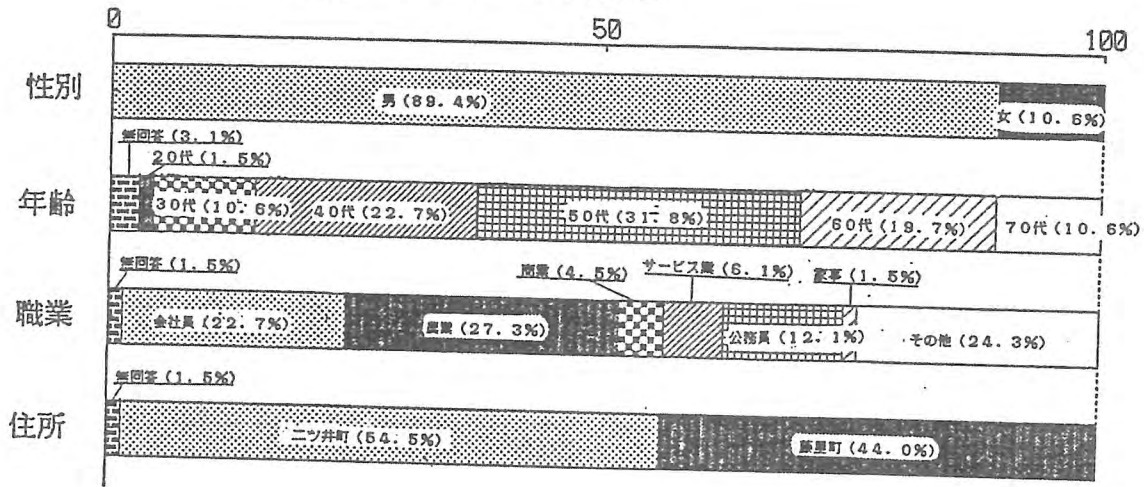 0 50 100
性別
男 (89.4%)
女 (10.6%)
無回答 (3.1%)
20代 (1.5%)
年齢
30代 (10.6%)
40代 (22.7%)
50代 (31.8%)
60代 (19.7%)
70代 (10.6%)
無回答 (1.5%)
商業 (4.5%)
サービス業 (6.1%)
家事 (1.5%)
職業
会社員 (22.7%)
農業 (27.3%)
公務員 (12.1%)
その他 (24.3%)
無回答 (1.5%)
住所
二ツ井町 (54.5%)
藤里町 (44.0%)